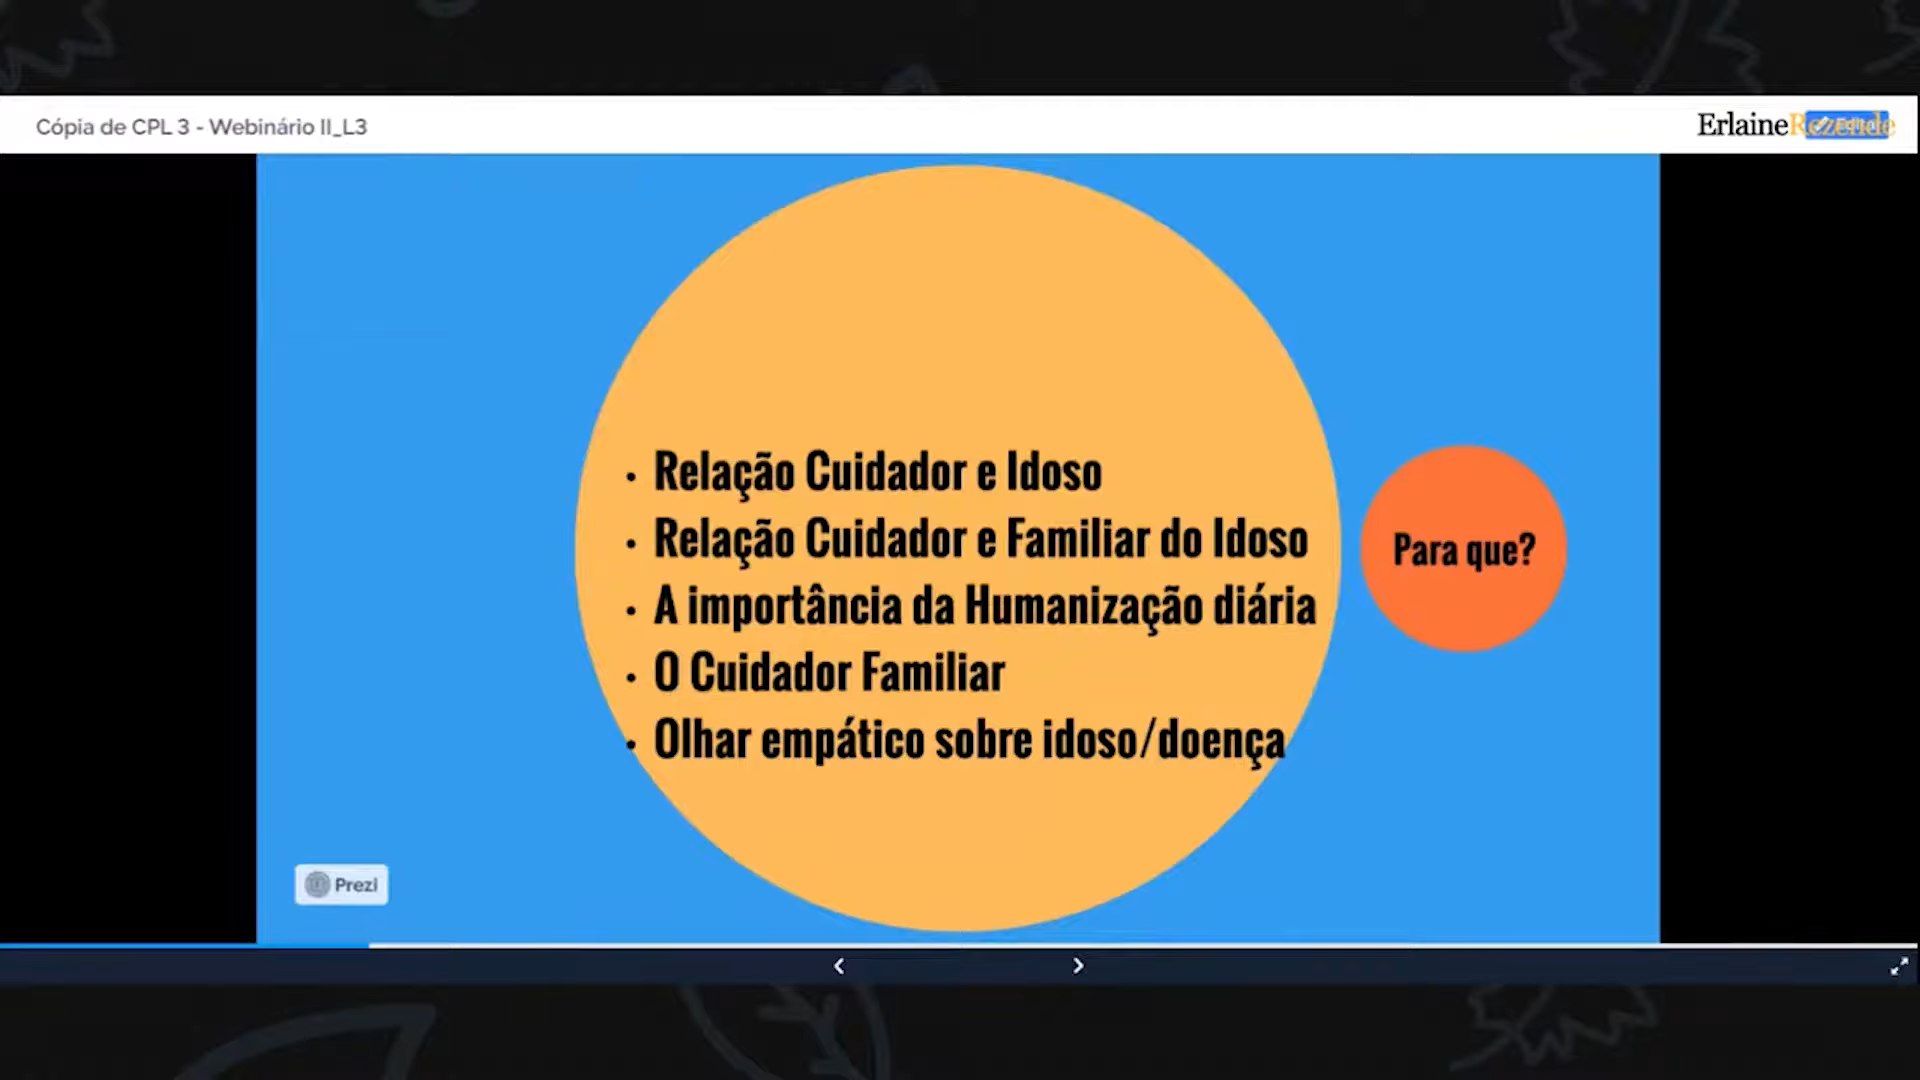 Cópia de CPL 3 - Webinário II_L3
ErlaineRezende
• Relação Cuidador e Idoso
• Relação Cuidador e Familiar do Idoso
• A importância da Humanização diária
• O Cuidador Familiar
• Olhar empático sobre idoso/doença
Para que?
Prezi